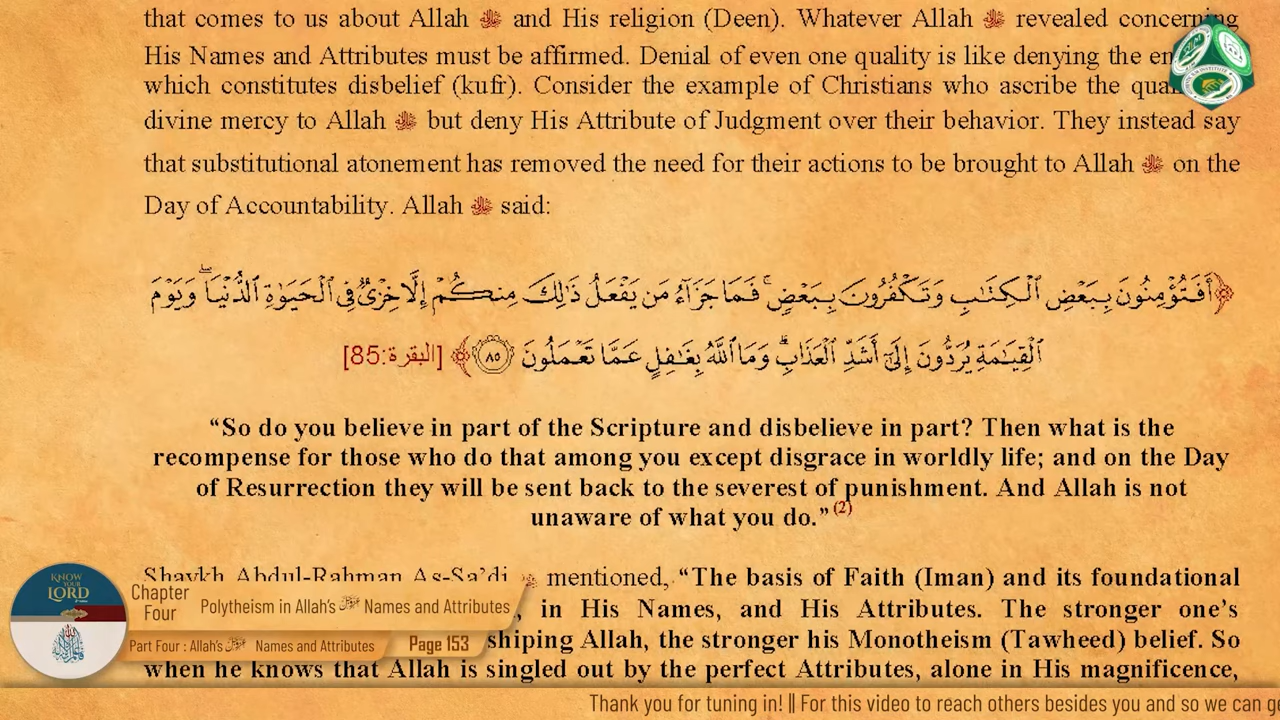 that comes to us about Allah ﷻ and His religion (Deen). Whatever Allah ﷻ revealed concerning
His Names and Attributes must be affirmed. Denial of even one quality is like denying the
which constitutes disbelief (kufr). Consider the example of Christians who ascribe the
divine mercy to Allah ﷻ but deny His Attribute of Judgment over their behavior. They instead say
that substitutional atonement has removed the need for their actions to be brought to Allah ﷻ on the
Day of Accountability. Allah ﷻ said:
﴿أَفَتُؤْمِنُونَ بِبَعْضِ ٱلْكِتَٰبِ وَتَكْفُرُونَ بِبَعْضٍۚ فَمَا جَزَآءُ مَن يَفْعَلُ ذَٰلِكَ مِنكُمْ إِلَّا خِزْىٌ فِى ٱلْحَيَوٰةِ ٱلدُّنْيَاۖ وَيَوْمَ
ٱلْقِيَٰمَةِ يُرَدُّونَ إِلَىٰٓ أَشَدِّ ٱلْعَذَابِۗ وَمَا ٱللَّهُ بِغَٰفِلٍ عَمَّا تَعْمَلُونَ ٨٥﴾ [البقرة:85]
“So do you believe in part of the Scripture and disbelieve in part? Then what is the
recompense for those who do that among you except disgrace in worldly life; and on the Day
of Resurrection they will be sent back to the severest of punishment. And Allah is not
unaware of what you do.” (2)
Shaykh Abdul-Rahman As-Sa’di mentioned, “The basis of Faith (Iman) and its foundational
in His Names, and His Attributes. The stronger one’s
shiping Allah, the stronger his Monotheism (Tawheed) belief. So
when he knows that Allah is singled out by the perfect Attributes, alone in His magnificence,
KNOW
YOUR
LORD
Chapter
Four
Polytheism in Allah’s ﷻ Names and Attributes
Part Four : Allah’s ﷻ Names and Attributes
Page 153
Thank you for tuning in! || For this video to reach others besides you and so we can